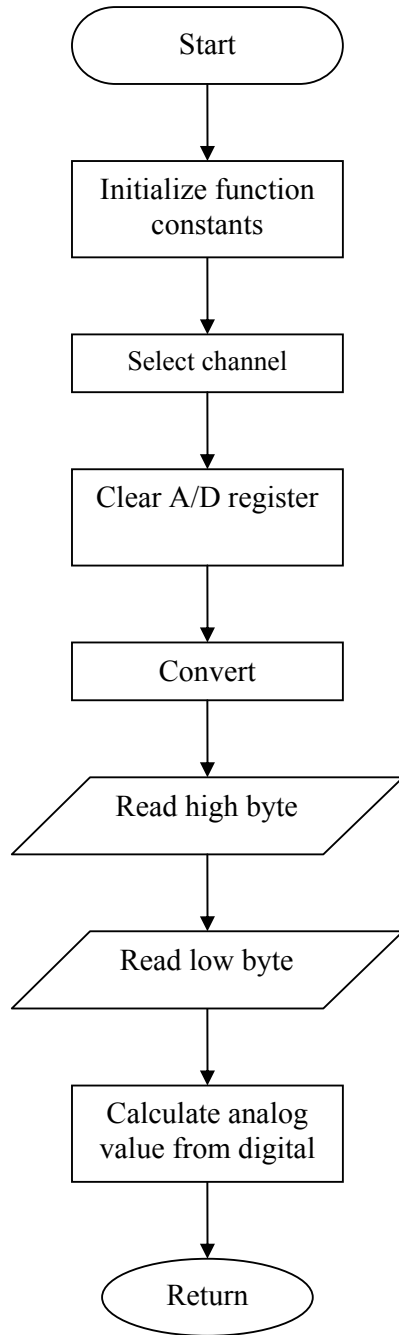 Start
Initialize function
constants
Select channel
Clear A/D register
Convert
Read high byte
Read low byte
Calculate analog
value from digital
Return